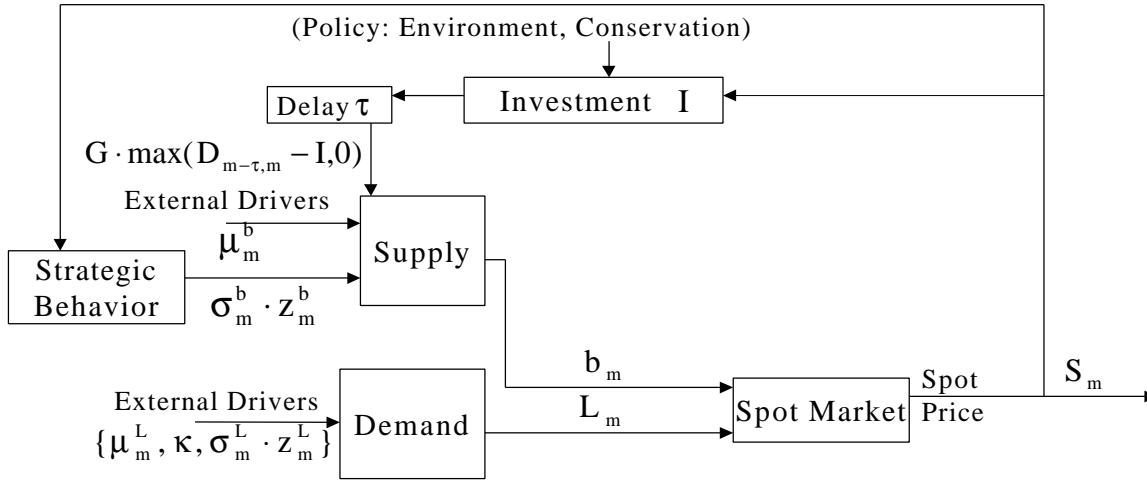 (Policy: Environment, Conservation)
Investment I
Delay τ
G · max(D_{m−τ,m} − I,0)
External Drivers
μ_m^b
Supply
Strategic
Behavior
σ_m^b · z_m^b
b_m
L_m
External Drivers
{μ_m^L, κ, σ_m^L · z_m^L}
Demand
Spot Market
Spot
Price
S_m